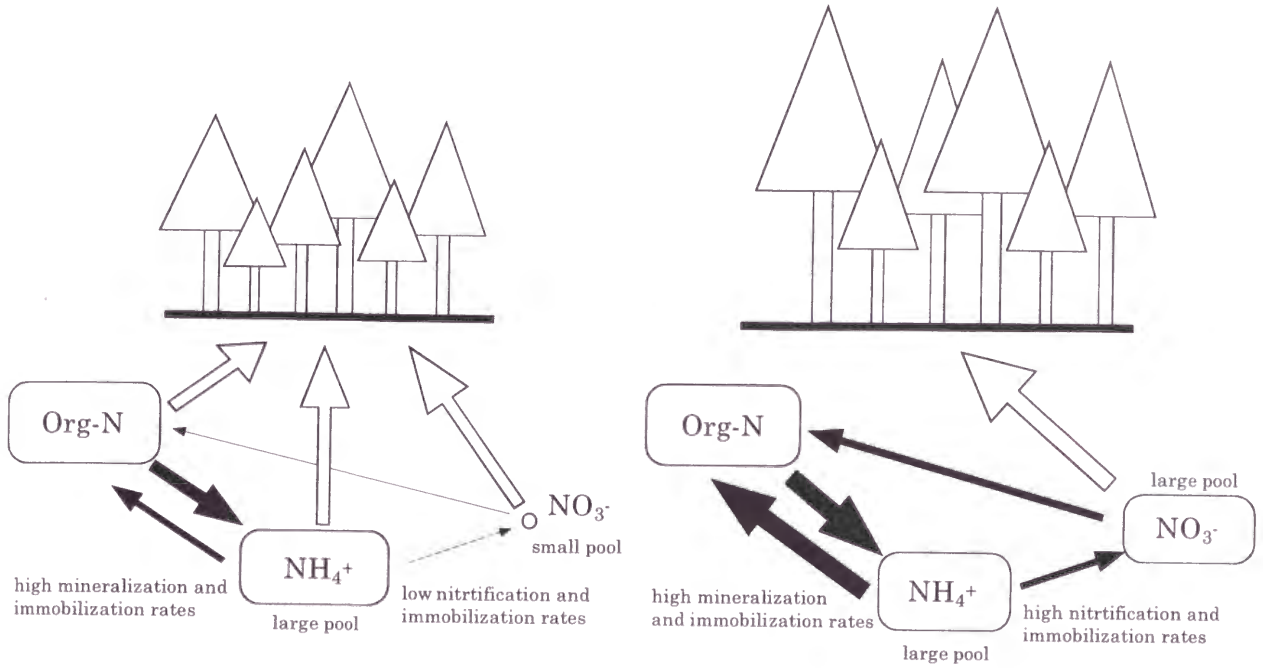 Org-N
NO₃⁻
small pool
NH₄⁺
high mineralization and
immobilization rates
large pool
low nitrtification and
immobilization rates
Org-N
large pool
NO₃⁻
NH₄⁺
high mineralization
and immobilization rates
high nitrtification and
immobilization rates
large pool